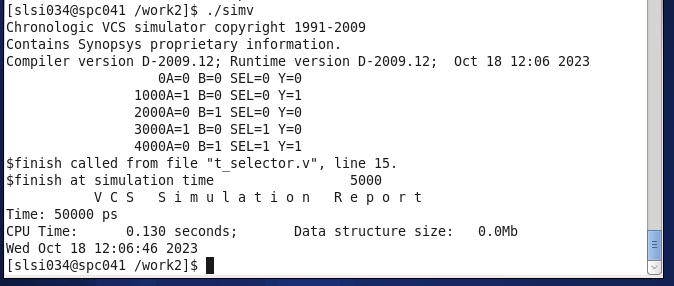 [slsi034@spc041 /work2]$ ./simv
Chronologic VCS simulator copyright 1991-2009
Contains Synopsys proprietary information.
Compiler version D-2009.12; Runtime version D-2009.12;  Oct 18 12:06 2023
                   0A=0 B=0 SEL=0 Y=0
                1000A=1 B=0 SEL=0 Y=1
                2000A=0 B=1 SEL=0 Y=0
                3000A=1 B=0 SEL=1 Y=0
                4000A=0 B=1 SEL=1 Y=1
$finish called from file "t_selector.v", line 15.
$finish at simulation time                 5000
           V C S   S i m u l a t i o n   R e p o r t
Time: 50000 ps
CPU Time:      0.130 seconds;       Data structure size:   0.0Mb
Wed Oct 18 12:06:46 2023
[slsi034@spc041 /work2]$